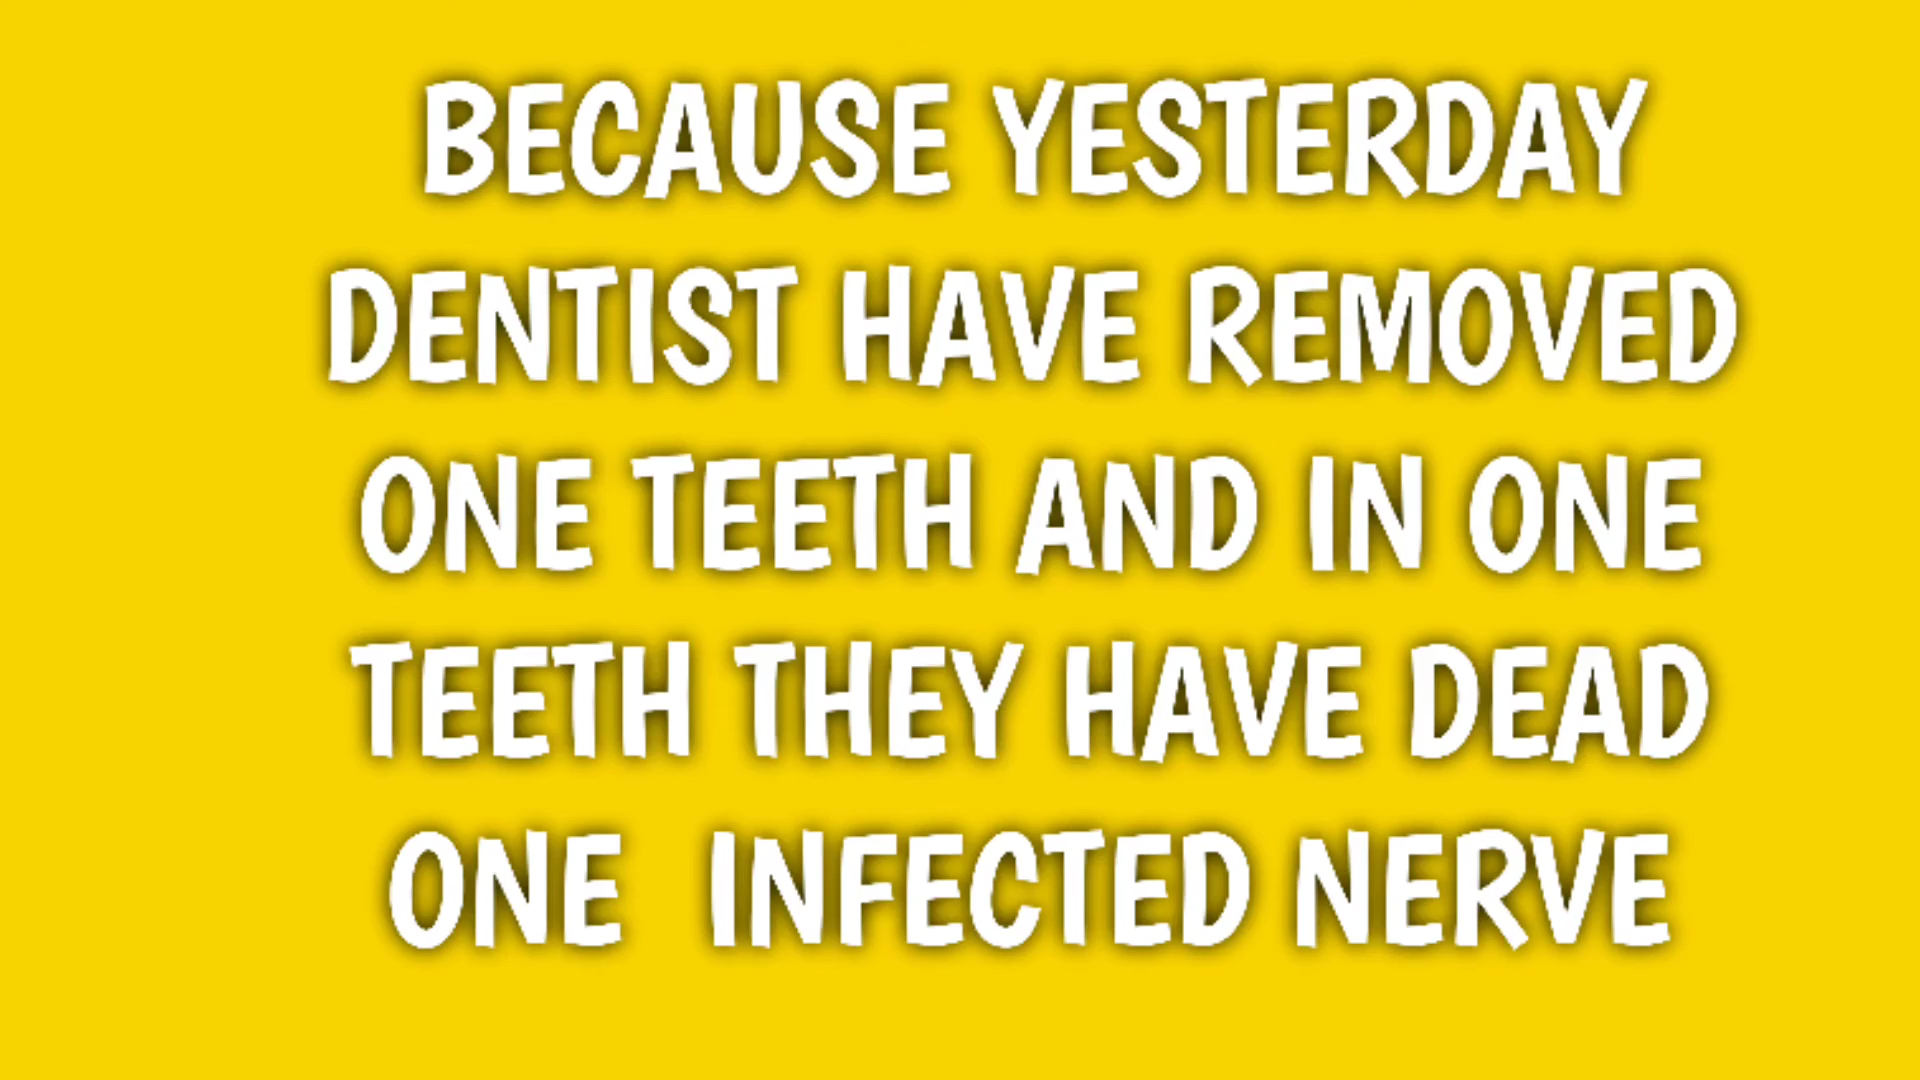 BECAUSE YESTERDAY
DENTIST HAVE REMOVED
ONE TEETH AND IN ONE
TEETH THEY HAVE DEAD
ONE  INFECTED NERVE